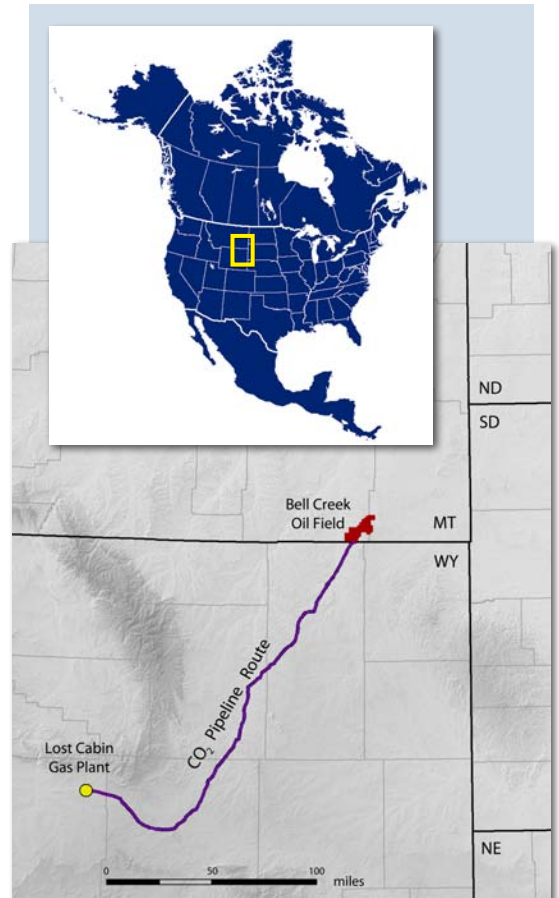 ND
SD
Bell Creek
Oil Field
MT
WY
CO₂ Pipeline Route
Lost Cabin
Gas Plant
NE
0 50 100
miles